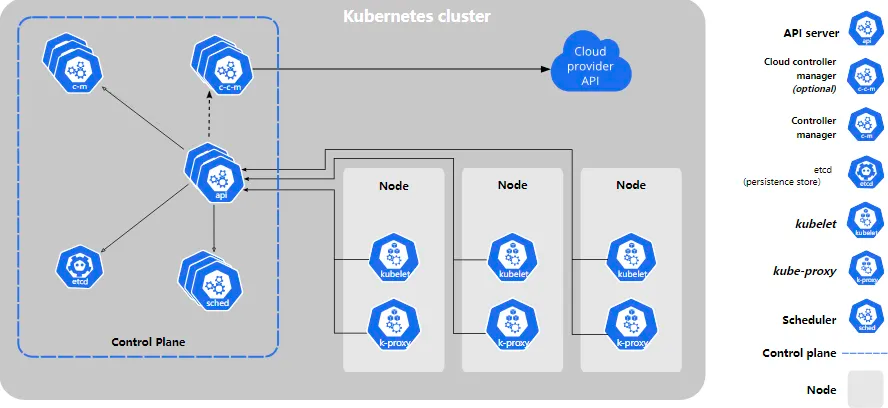 Kubernetes cluster
c-m
c-c-m
Cloud
provider
API
api
etcd
sched
Control Plane
Node
Node
Node
kubelet
kubelet
kubelet
k-proxy
k-proxy
k-proxy
API server
api
Cloud controller
manager
(optional)
c-c-m
Controller
manager
c-m
etcd
(persistence store)
etcd
kubelet
kubelet
kube-proxy
k-proxy
Scheduler
sched
Control plane
Node